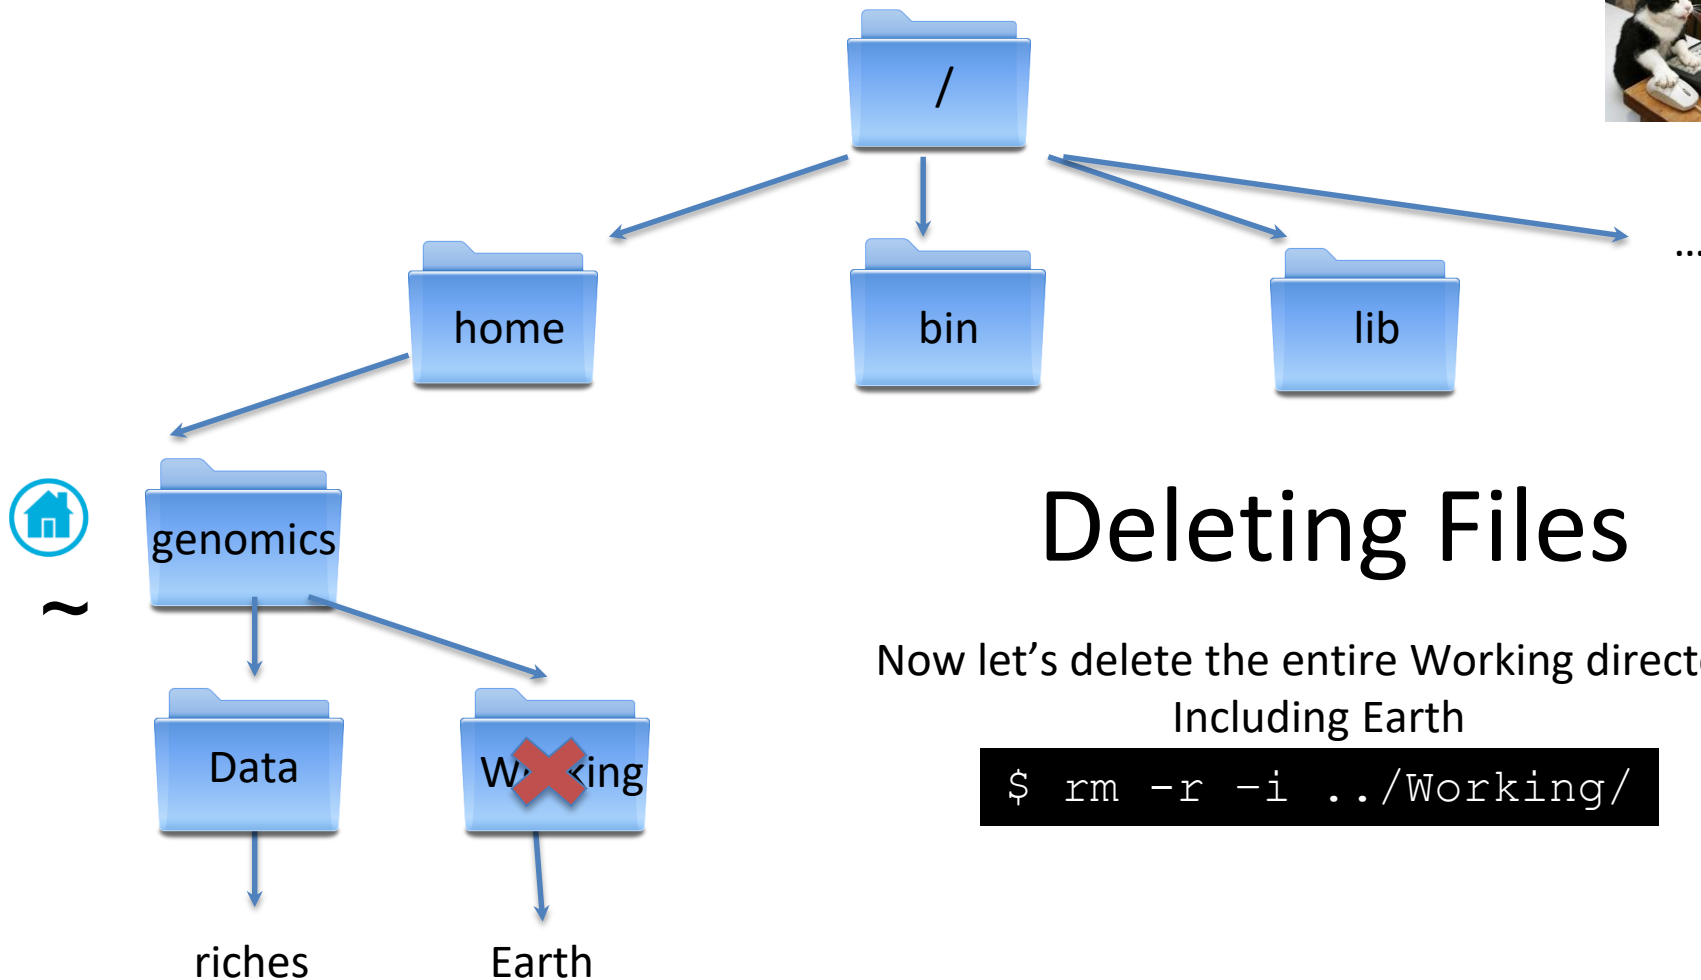 /
...
home
bin
lib
genomics
~
Deleting Files
Now let’s delete the entire Working
Including Earth
Data
$ rm -r –i ../Working/
riches
Earth